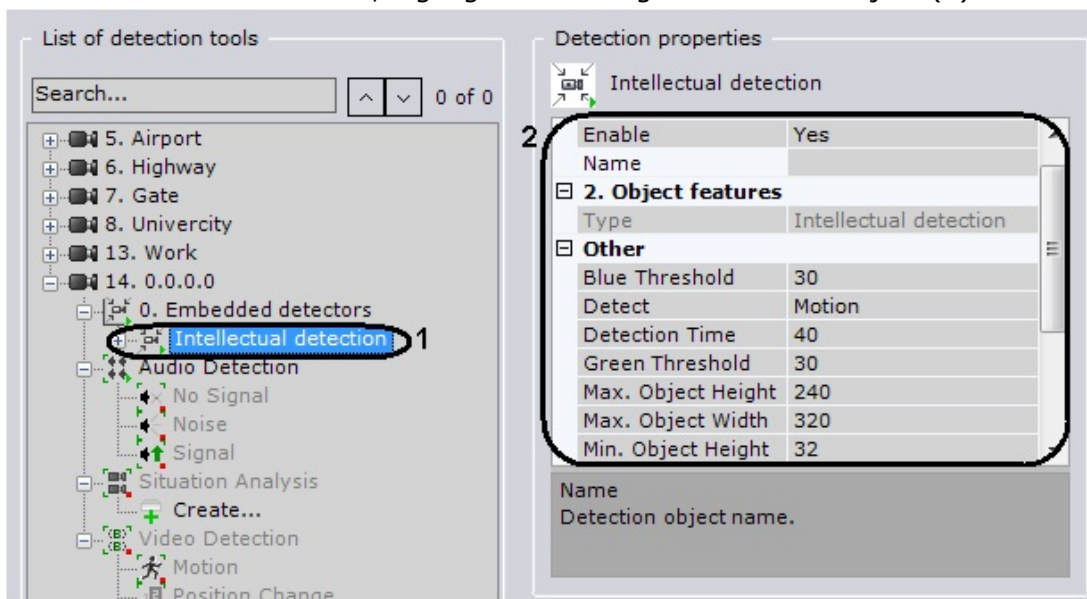 List of detection tools
Search...
0 of 0
5. Airport
6. Highway
7. Gate
8. Univercity
13. Work
14. 0.0.0.0
0. Embedded detectors
Intellectual detection
1
Audio Detection
No Signal
Noise
Signal
Situation Analysis
Create...
Video Detection
Motion
Position Change
Detection properties
Intellectual detection
2
Enable Yes
Name
2. Object features
Type Intellectual detection
Other
Blue Threshold 30
Detect Motion
Detection Time 40
Green Threshold 30
Max. Object Height 240
Max. Object Width 320
Min. Object Height 32
Name
Detection object name.